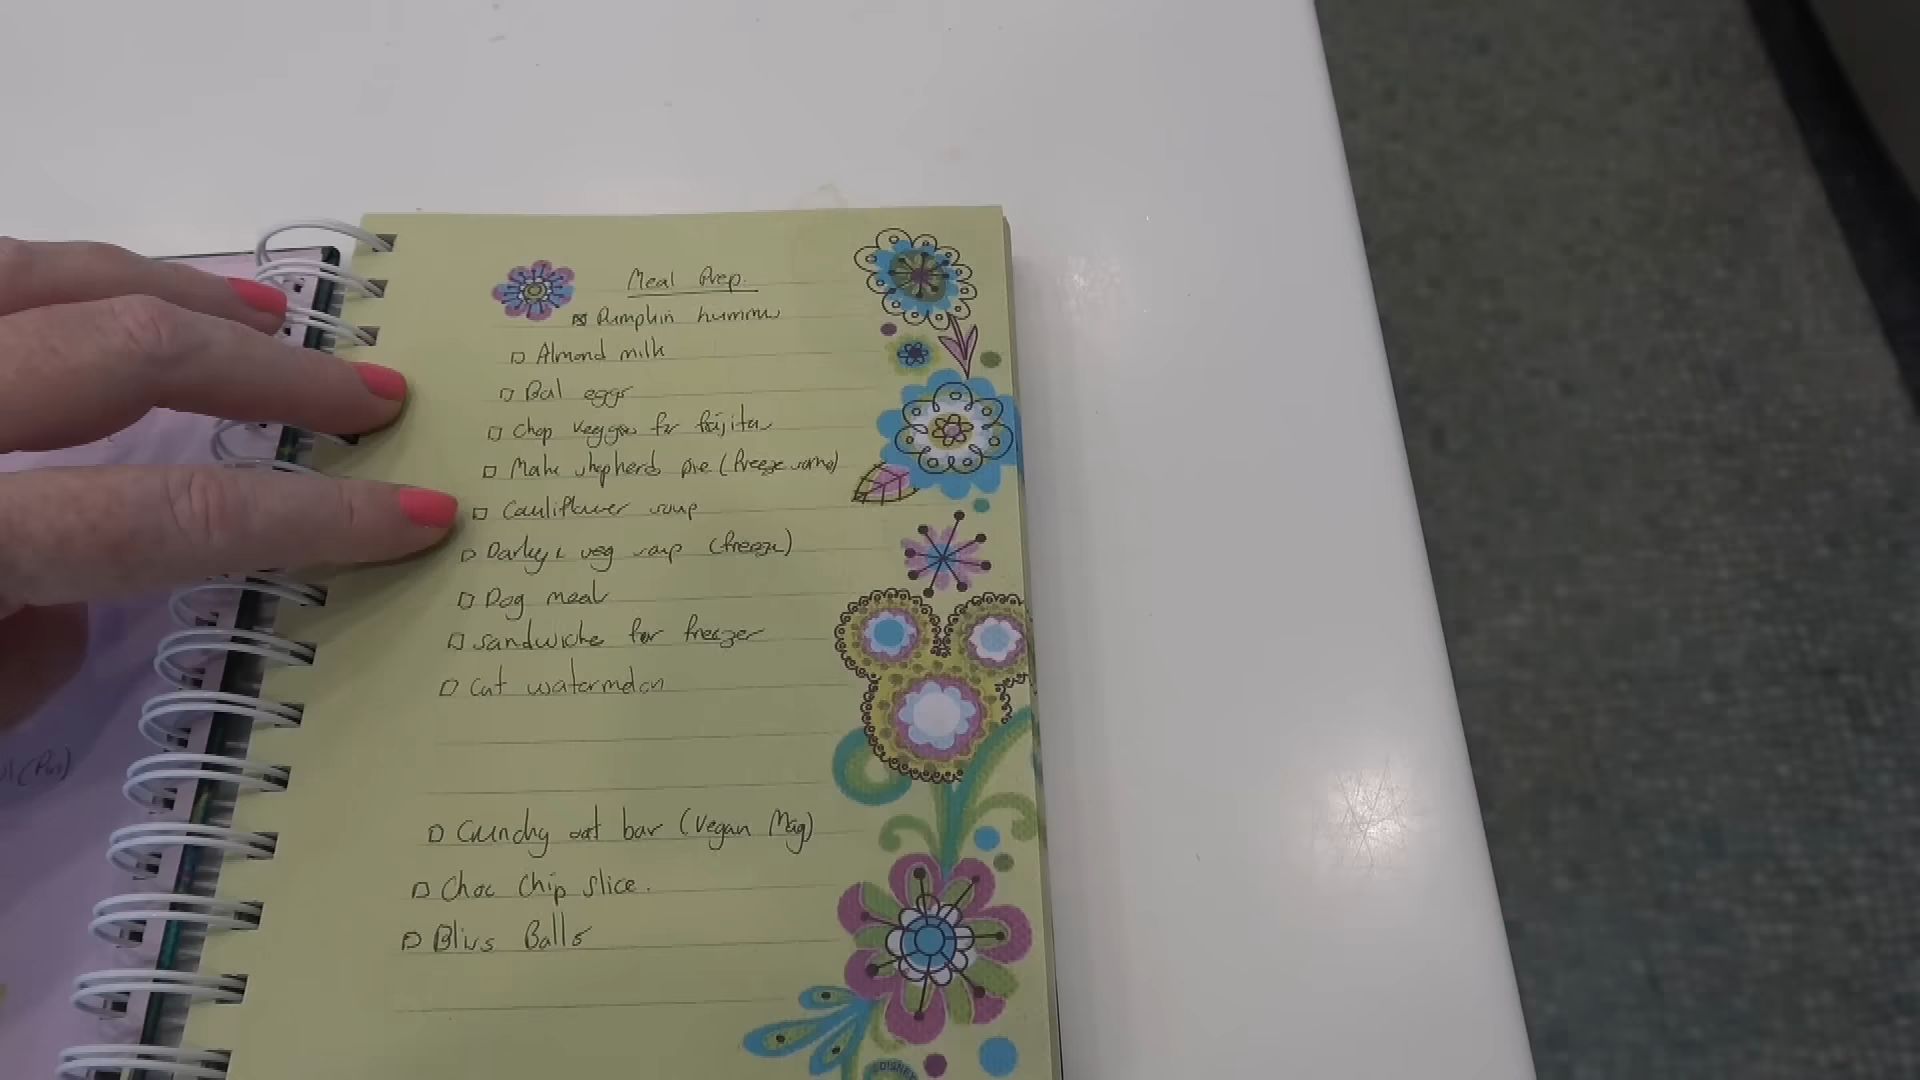 Meal Prep.
Pumpkin hummus
Almond milk
Boil eggs
Chop veggies for fajitas
Make shepherds pie (freeze some)
Cauliflower soup
Barley & veg soup (freeze)
Dog meal
Sandwiches for freezer
Cut watermelon
Crunchy oat bar (Vegan Mag)
Choc Chip slice.
Bliss Balls
©DISNEY